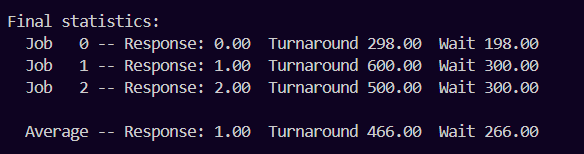 Final statistics:
Job 0 -- Response: 0.00 Turnaround 298.00 Wait 198.00
Job 1 -- Response: 1.00 Turnaround 600.00 Wait 300.00
Job 2 -- Response: 2.00 Turnaround 500.00 Wait 300.00
Average -- Response: 1.00 Turnaround 466.00 Wait 266.00